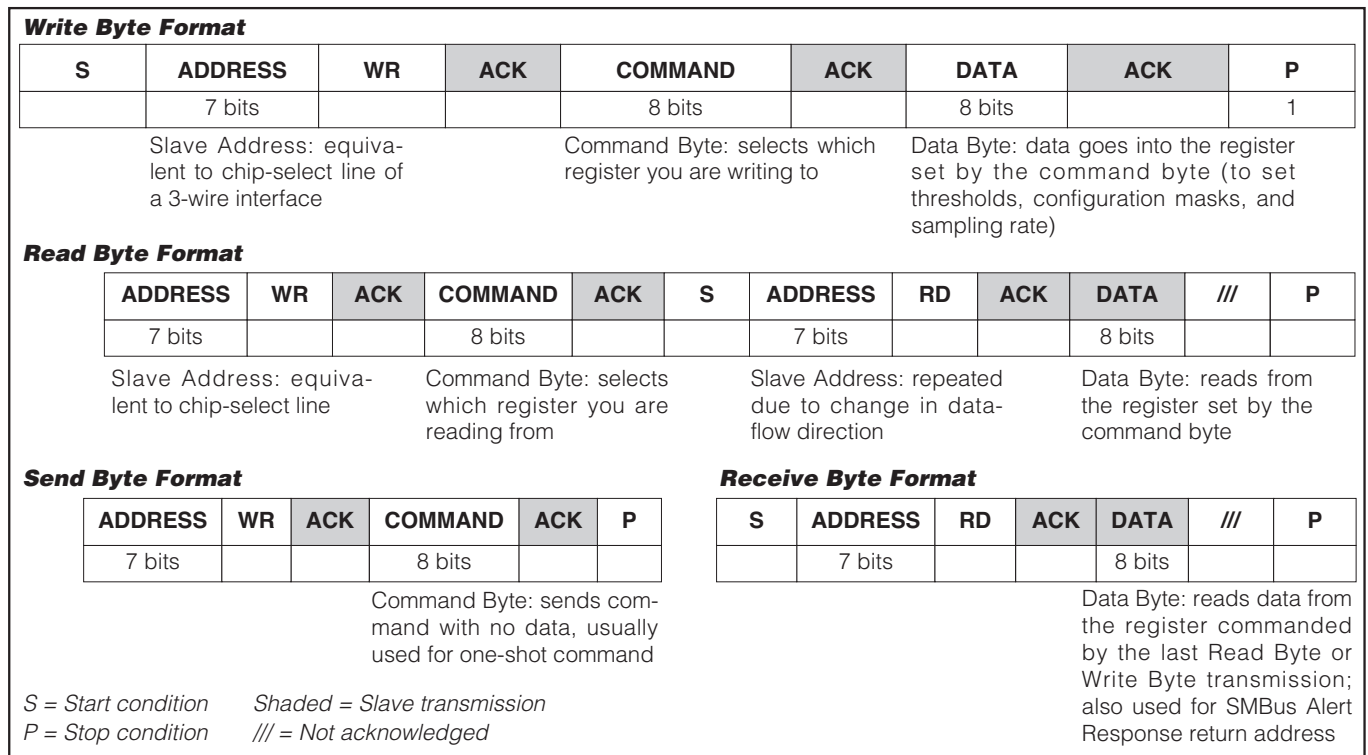 Write Byte Format
S ADDRESS WR ACK COMMAND ACK DATA ACK P
7 bits 8 bits 8 bits 1
Slave Address: equiva-
lent to chip-select line of
a 3-wire interface
Command Byte: selects which
register you are writing to
Data Byte: data goes into the register
set by the command byte (to set
thresholds, configuration masks, and
sampling rate)
Read Byte Format
ADDRESS WR ACK COMMAND ACK S ADDRESS RD ACK DATA /// P
7 bits 8 bits 7 bits 8 bits
Slave Address: equiva-
lent to chip-select line
Command Byte: selects
which register you are
reading from
Slave Address: repeated
due to change in data-
flow direction
Data Byte: reads from
the register set by the
command byte
Send Byte Format
ADDRESS WR ACK COMMAND ACK P
7 bits 8 bits
Command Byte: sends com-
mand with no data, usually
used for one-shot command
Receive Byte Format
S ADDRESS RD ACK DATA /// P
7 bits 8 bits
Data Byte: reads data from
the register commanded
by the last Read Byte or
Write Byte transmission;
also used for SMBus Alert
Response return address
S = Start condition Shaded = Slave transmission
P = Stop condition /// = Not acknowledged